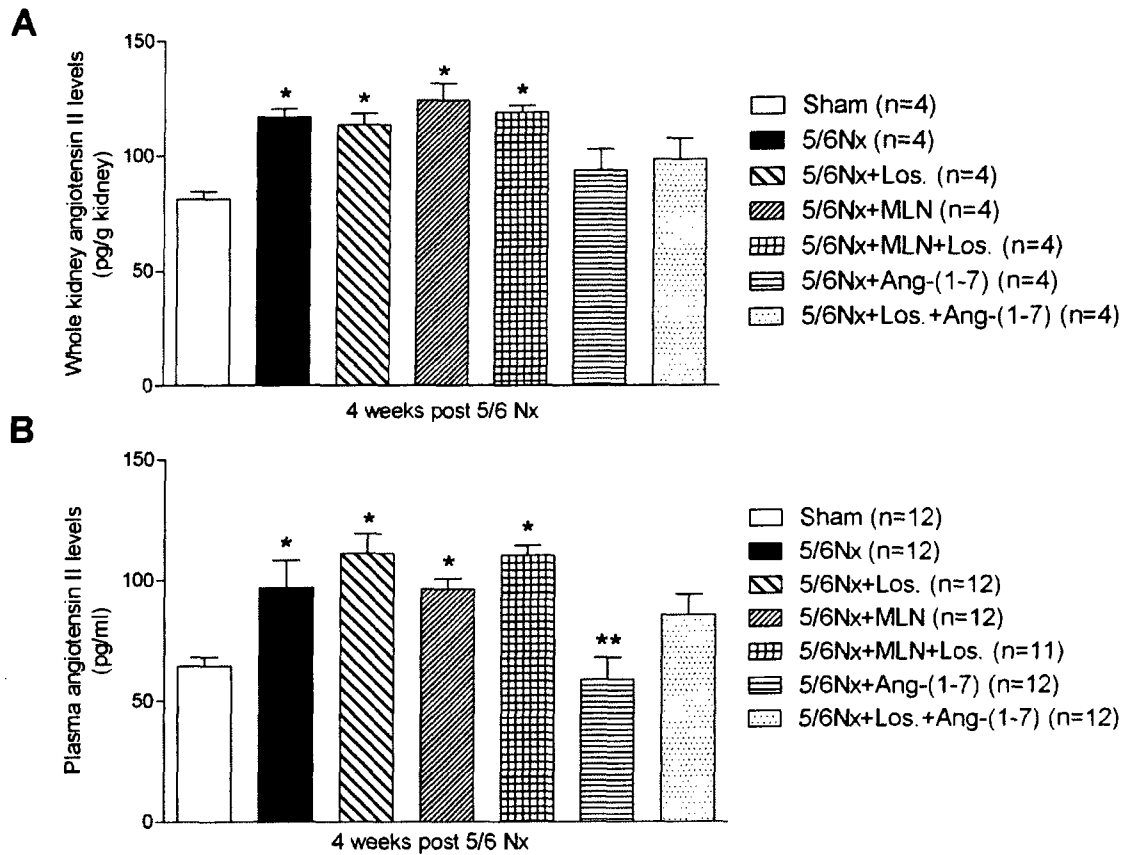 A
Whole kidney angiotensin II levels
(pg/g kidney)
150
100
50
0
*
*
*
*
4 weeks post 5/6 Nx
Sham (n=4)
5/6Nx (n=4)
5/6Nx+Los. (n=4)
5/6Nx+MLN (n=4)
5/6Nx+MLN+Los. (n=4)
5/6Nx+Ang-(1-7) (n=4)
5/6Nx+Los.+Ang-(1-7) (n=4)
B
Plasma angiotensin II levels
(pg/ml)
150
100
50
0
*
*
*
*
**
4 weeks post 5/6 Nx
Sham (n=12)
5/6Nx (n=12)
5/6Nx+Los. (n=12)
5/6Nx+MLN (n=12)
5/6Nx+MLN+Los. (n=11)
5/6Nx+Ang-(1-7) (n=12)
5/6Nx+Los.+Ang-(1-7) (n=12)